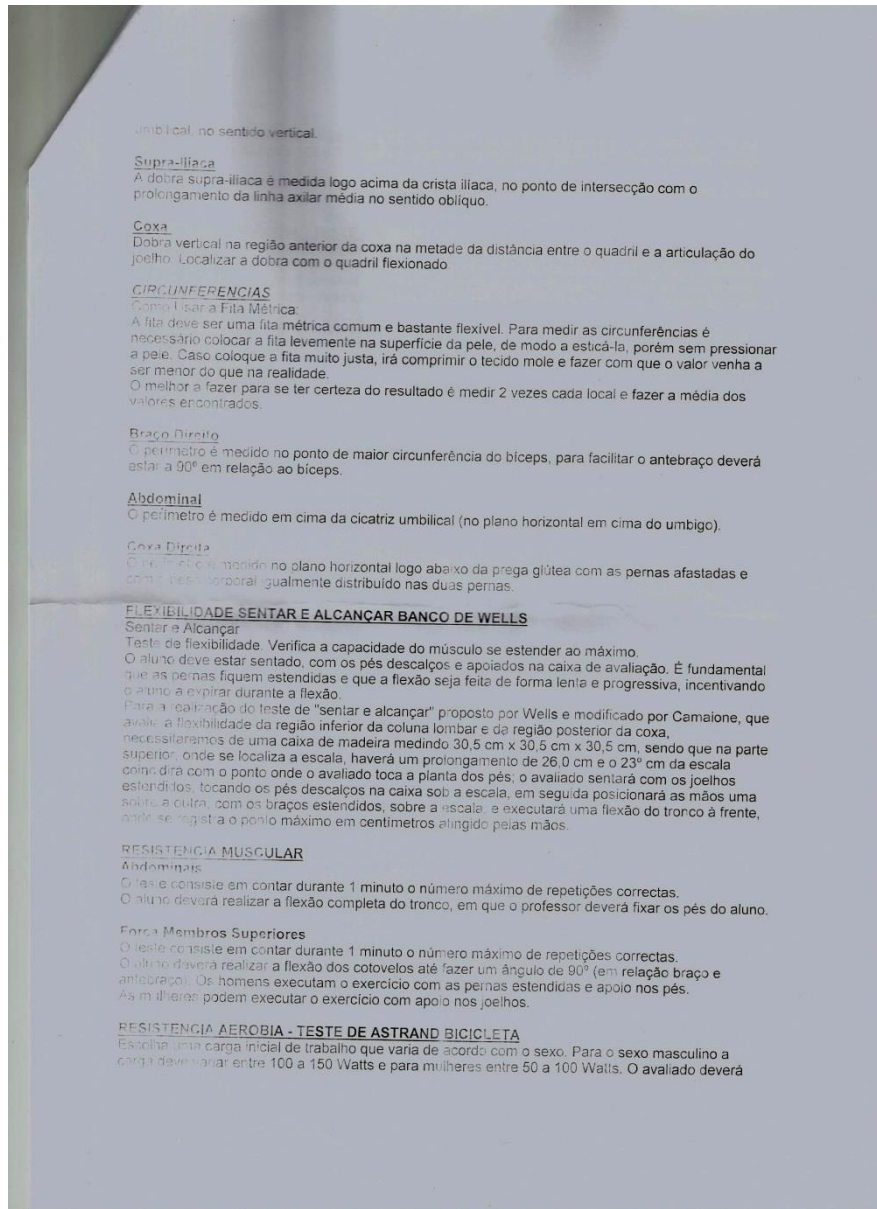 umbilical, no sentido vertical.
Supra-Ilíaca
A dobra supra-ilíaca é medida logo acima da crista ilíaca, no ponto de intersecção com o
prolongamento da linha axilar média no sentido oblíquo.
Coxa
Dobra vertical na região anterior da coxa na metade da distância entre o quadril e a articulação do
joelho. Localizar a dobra com o quadril flexionado
CIRCUNFERENCIAS
Como Usar a Fita Métrica:
A fita deve ser uma fita métrica comum e bastante flexível. Para medir as circunferências é
necessário colocar a fita levemente na superfície da pele, de modo a esticá-la, porém sem pressionar
a pele. Caso coloque a fita muito justa, irá comprimir o tecido mole e fazer com que o valor venha a
ser menor do que na realidade.
O melhor a fazer para se ter certeza do resultado é medir 2 vezes cada local e fazer a média dos
valores encontrados.
Braço Direito
O perímetro é medido no ponto de maior circunferência do bíceps, para facilitar o antebraço deverá
estar a 90º em relação ao bíceps.
Abdominal
O perímetro é medido em cima da cicatriz umbilical (no plano horizontal em cima do umbigo).
Coxa Direita
O perímetro é medido no plano horizontal logo abaixo da prega glútea com as pernas afastadas e
com o peso corporal igualmente distribuído nas duas pernas.
FLEXIBILIDADE SENTAR E ALCANÇAR BANCO DE WELLS
Sentar e Alcançar
Teste de flexibilidade. Verifica a capacidade do músculo se estender ao máximo.
O aluno deve estar sentado, com os pés descalços e apoiados na caixa de avaliação. É fundamental
que as pernas fiquem estendidas e que a flexão seja feita de forma lenta e progressiva, incentivando
o aluno a expirar durante a flexão.
Para a realização do teste de "sentar e alcançar" proposto por Wells e modificado por Camaione, que
avalia a flexibilidade da região inferior da coluna lombar e da região posterior da coxa,
necessitaremos de uma caixa de madeira medindo 30,5 cm x 30,5 cm x 30,5 cm, sendo que na parte
superior, onde se localiza a escala, haverá um prolongamento de 26,0 cm e o 23º cm da escala
coincidirá com o ponto onde o avaliado toca a planta dos pés; o avaliado sentará com os joelhos
estendidos, tocando os pés descalços na caixa sob a escala, em seguida posicionará as mãos uma
sobre a outra, com os braços estendidos, sobre a escala, e executará uma flexão do tronco à frente,
onde se registra o ponto máximo em centímetros atingido pelas mãos.
RESISTENCIA MUSCULAR
Abdominais
O teste consiste em contar durante 1 minuto o número máximo de repetições correctas.
O aluno deverá realizar a flexão completa do tronco, em que o professor deverá fixar os pés do aluno.
Força Membros Superiores
O teste consiste em contar durante 1 minuto o número máximo de repetições correctas.
O aluno deverá realizar a flexão dos cotovelos até fazer um ângulo de 90º (em relação braço e
antebraço). Os homens executam o exercício com as pernas estendidas e apoio nos pés.
As mulheres podem executar o exercício com apoio nos joelhos.
RESISTENCIA AEROBIA - TESTE DE ASTRAND BICICLETA
Escolha uma carga inicial de trabalho que varia de acordo com o sexo. Para o sexo masculino a
carga deve variar entre 100 a 150 Watts e para mulheres entre 50 a 100 Watts. O avaliado deverá